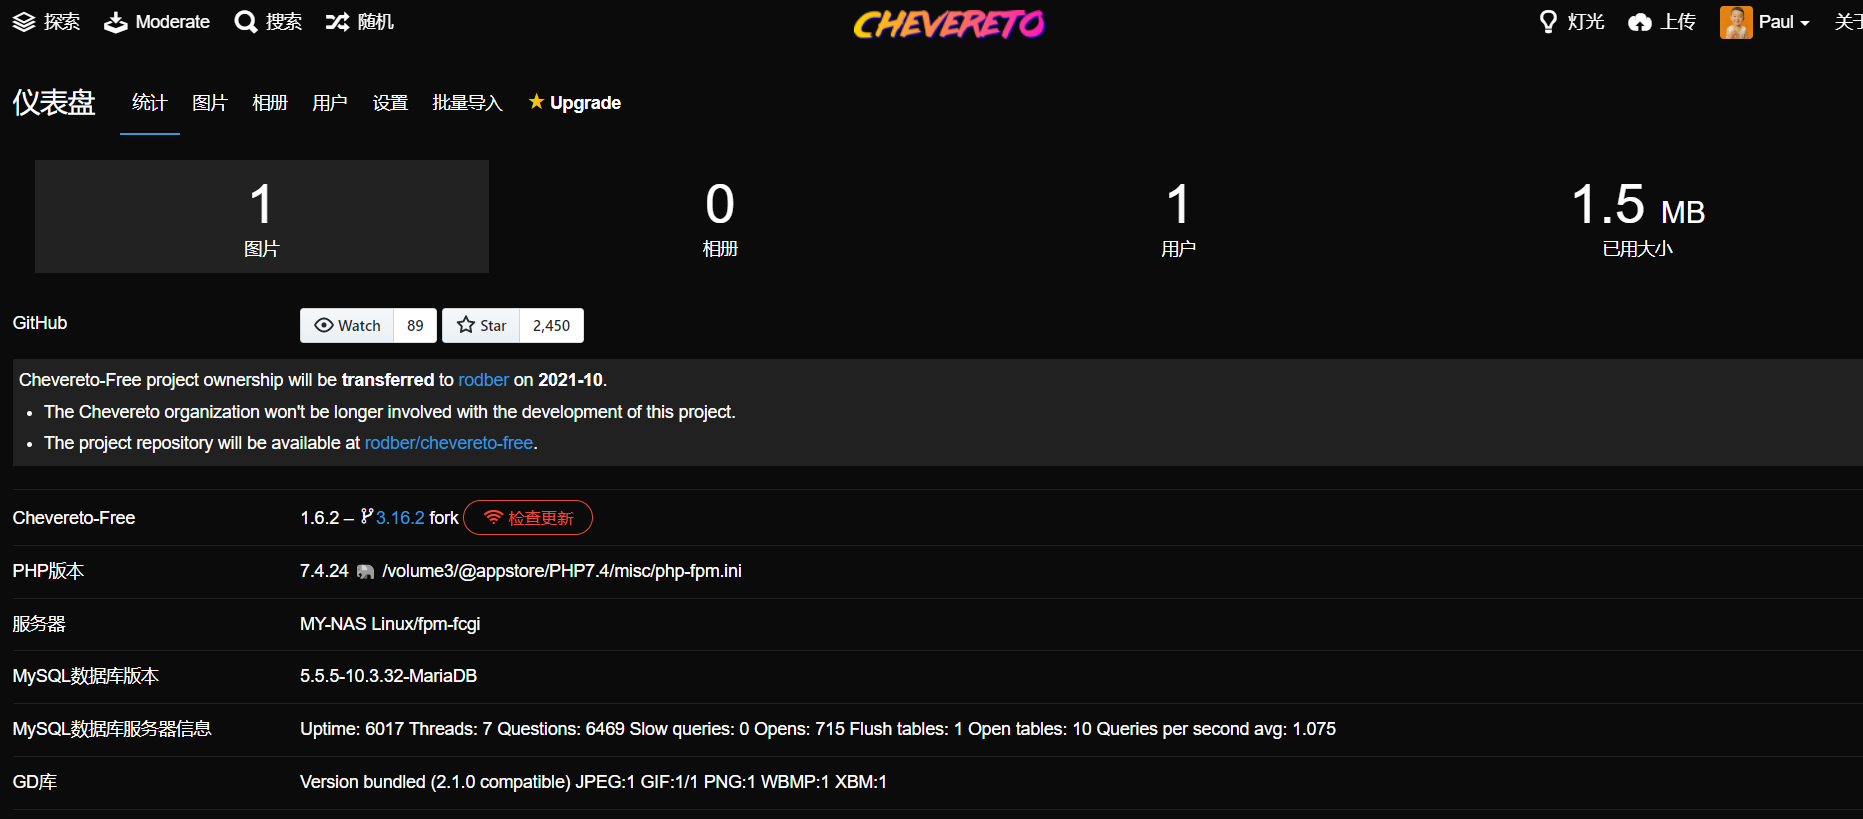 探索 Moderate 搜索 随机 CHEVERETO 灯光 上传 Paul 关于
仪表盘 统计 图片 相册 用户 设置 批量导入 ★ Upgrade
1 0 1 1.5 MB
图片 相册 用户 已用大小
GitHub Watch 89 Star 2,450
Chevereto-Free project ownership will be transferred to rodber on 2021-10.
• The Chevereto organization won't be longer involved with the development of this project.
• The project repository will be available at rodber/chevereto-free.
Chevereto-Free 1.6.2 – 3.16.2 fork 检查更新
PHP版本 7.4.24 🐘 /volume3/@appstore/PHP7.4/misc/php-fpm.ini
服务器 MY-NAS Linux/fpm-fcgi
MySQL数据库版本 5.5.5-10.3.32-MariaDB
MySQL数据库服务器信息 Uptime: 6017 Threads: 7 Questions: 6469 Slow queries: 0 Opens: 715 Flush tables: 1 Open tables: 10 Queries per second avg: 1.075
GD库 Version bundled (2.1.0 compatible) JPEG:1 GIF:1/1 PNG:1 WBMP:1 XBM:1